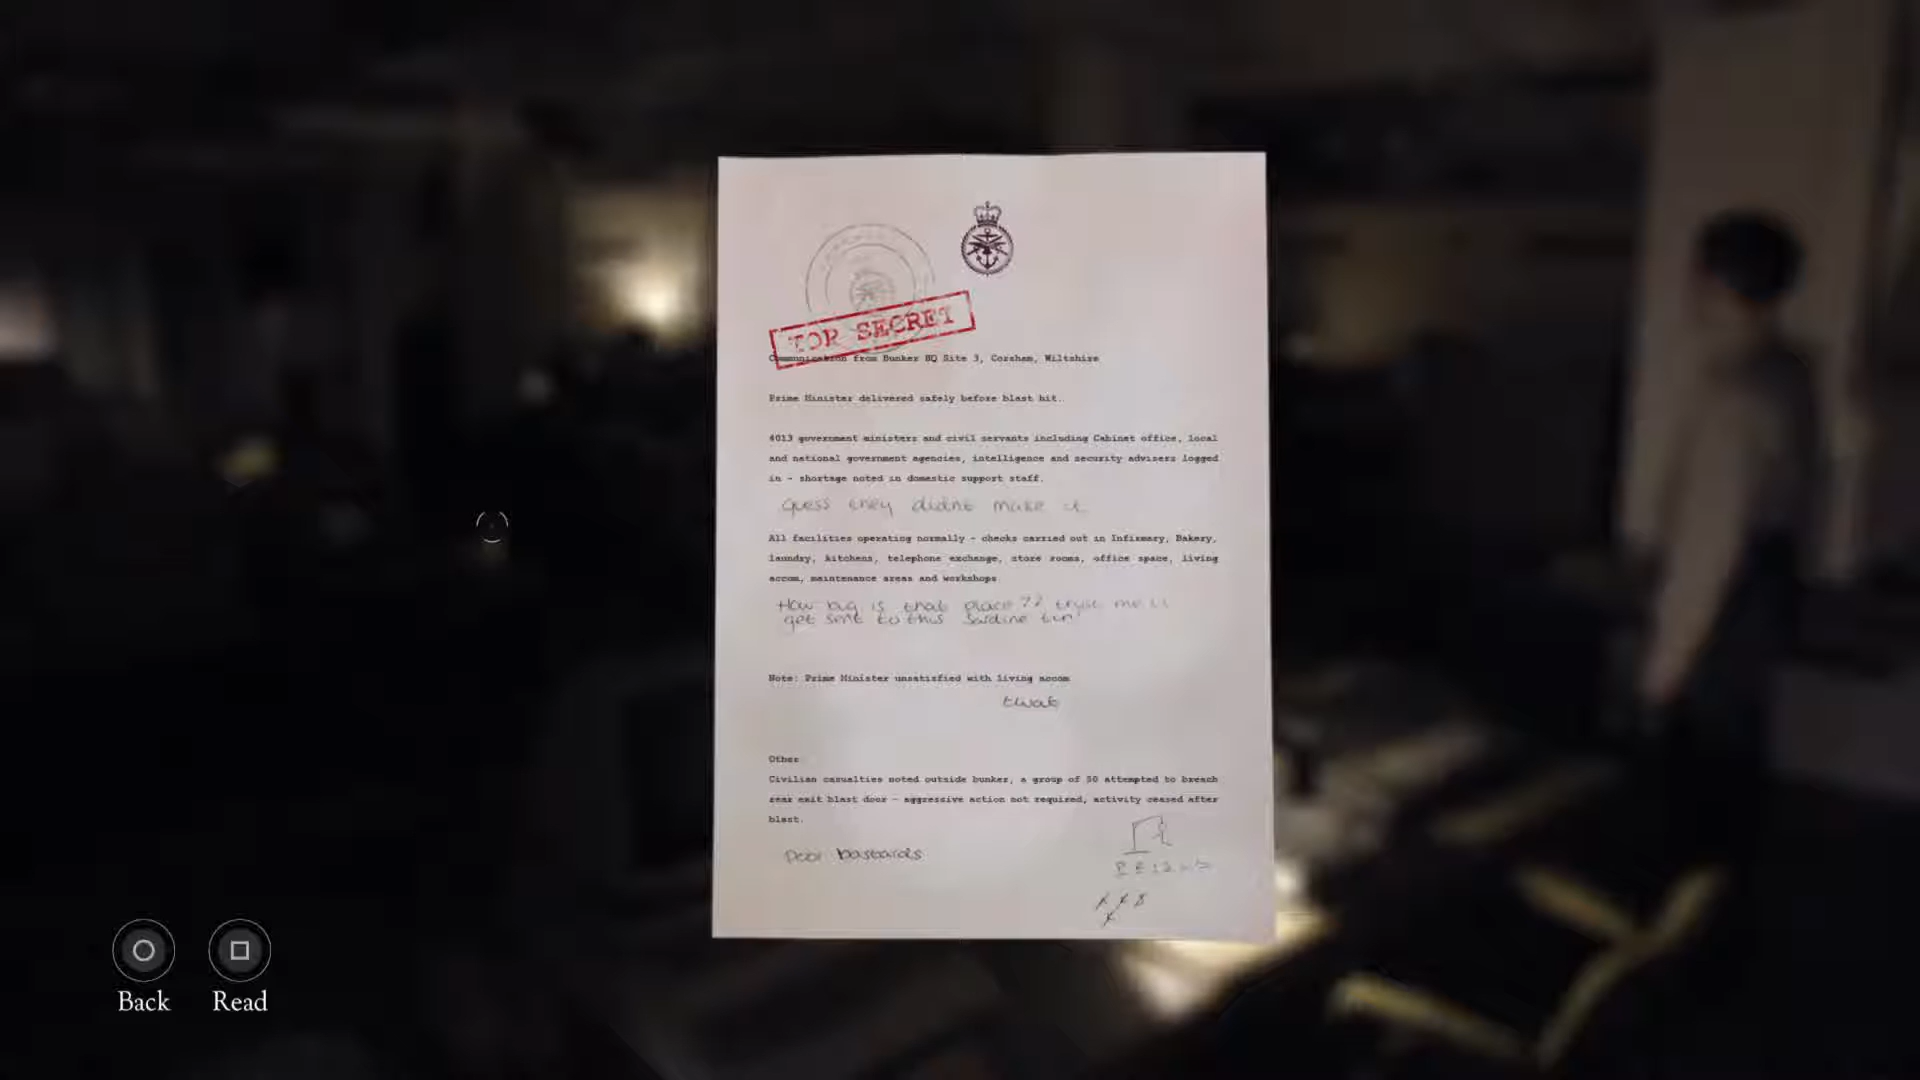 TOP SECRET
Communication from Bunker HQ Site 3, Corsham, Wiltshire
Prime Minister delivered safely before blast hit.
4013 government ministers and civil servants including Cabinet office, local
and national government agencies, intelligence and security advisers logged
in - shortage noted in domestic support staff.
Guess they didnt make it
All facilities operating normally - checks carried out in Infirmary, Bakery,
laundry, kitchens, telephone exchange, store rooms, office space, living
accom, maintenance areas and workshops
How big is that place?? trust me to
get sent to this sardine tin
Note: Prime Minister unsatisfied with living accom
twat
Other
Civilian casualties noted outside bunker, a group of 50 attempted to breach
rear exit blast door - aggressive action not required, activity ceased after
blast.
Poor bastards
Back
Read